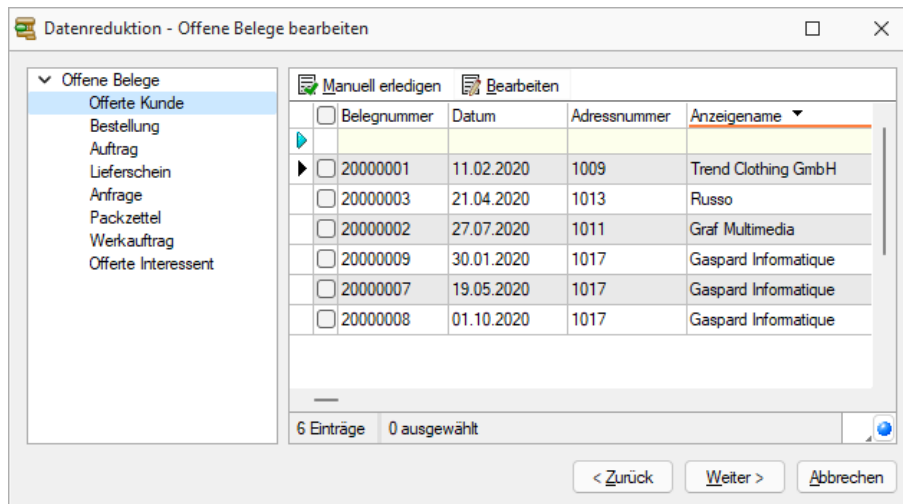 Datenreduktion - Offene Belege bearbeiten
Offene Belege
Offerte Kunde
Bestellung
Auftrag
Lieferschein
Anfrage
Packzettel
Werkauftrag
Offerte Interessent
Manuell erledigen Bearbeiten
Belegnummer Datum Adressnummer Anzeigename
20000001 11.02.2020 1009 Trend Clothing GmbH
20000003 21.04.2020 1013 Russo
20000002 27.07.2020 1011 Graf Multimedia
20000009 30.01.2020 1017 Gaspard Informatique
20000007 19.05.2020 1017 Gaspard Informatique
20000008 01.10.2020 1017 Gaspard Informatique
6 Einträge 0 ausgewählt
< Zurück Weiter > Abbrechen